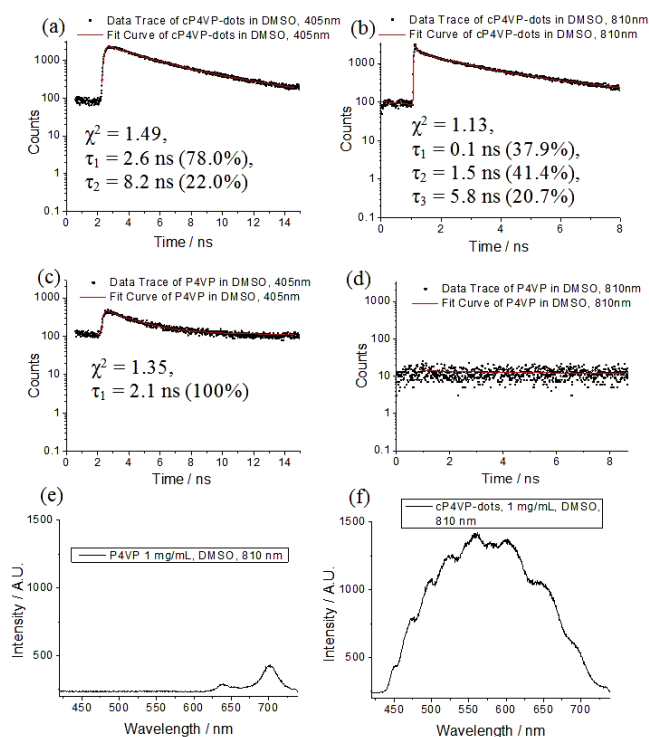 (a)
Data Trace of cP4VP-dots in DMSO, 405nm
Fit Curve of cP4VP-dots in DMSO, 405nm
1000
100
10
1
0.1
Counts
χ² = 1.49,
τ₁ = 2.6 ns (78.0%),
τ₂ = 8.2 ns (22.0%)
0 2 4 6 8 10 12 14
Time / ns
(b)
Data Trace of cP4VP-dots in DMSO, 810nm
Fit Curve of cP4VP-dots in DMSO, 810nm
1000
100
10
1
0.1
Counts
χ² = 1.13,
τ₁ = 0.1 ns (37.9%),
τ₂ = 1.5 ns (41.4%),
τ₃ = 5.8 ns (20.7%)
0 2 4 6 8
Time / ns
(c)
Data Trace of P4VP in DMSO, 405nm
Fit Curve of P4VP in DMSO, 405nm
1000
100
10
1
0.1
Counts
χ² = 1.35,
τ₁ = 2.1 ns (100%)
0 2 4 6 8 10 12 14
Time / ns
(d)
Data Trace of P4VP in DMSO, 810nm
Fit Curve of P4VP in DMSO, 810nm
1000
100
10
1
0.1
Counts
0 2 4 6 8
Time / ns
(e)
1500
1000
500
Intensity / A.U.
P4VP 1 mg/mL, DMSO, 810 nm
450 500 550 600 650 700
Wavelength / nm
(f)
1500
1000
500
Intensity / A.U.
cP4VP-dots, 1 mg/mL, DMSO,
810 nm
450 500 550 600 650 700
Wavelength / nm